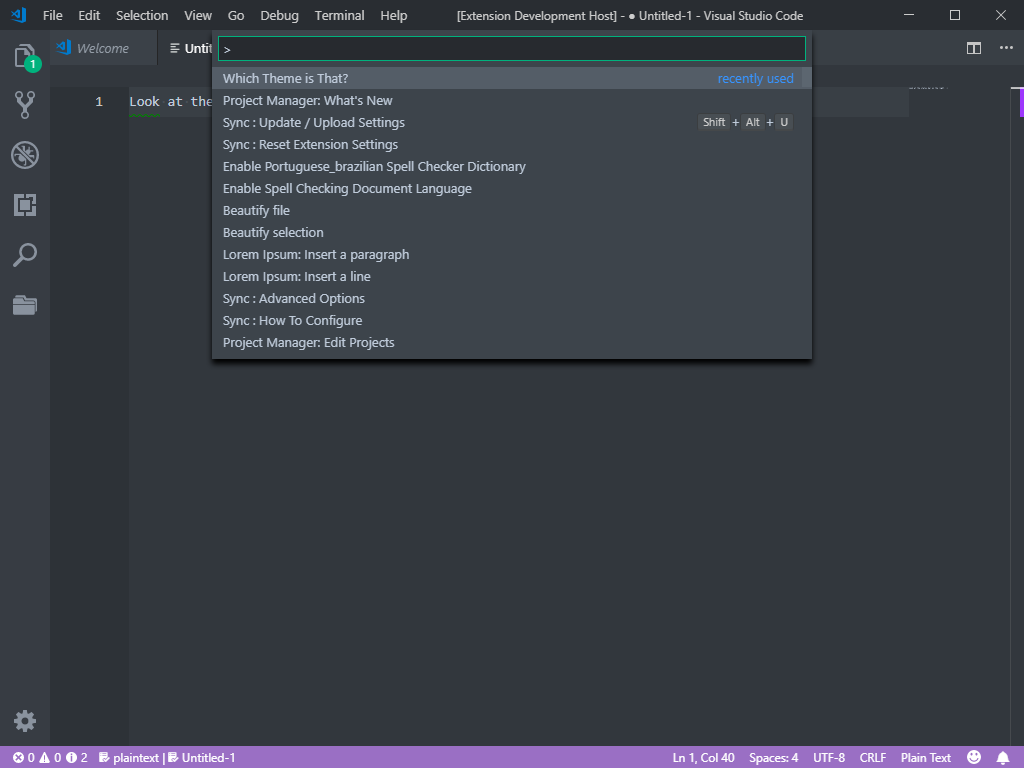 File Edit Selection View Go Debug Terminal Help [Extension Development Host] - ● Untitled-1 - Visual Studio Code
Welcome
>
1
Look at the
Which Theme is That? recently used
Project Manager: What's New
Sync : Update / Upload Settings Shift + Alt + U
Sync : Reset Extension Settings
Enable Portuguese_brazilian Spell Checker Dictionary
Enable Spell Checking Document Language
Beautify file
Beautify selection
Lorem Ipsum: Insert a paragraph
Lorem Ipsum: Insert a line
Sync : Advanced Options
Sync : How To Configure
Project Manager: Edit Projects
1
0 0 2 plaintext | Untitled-1 Ln 1, Col 40 Spaces: 4 UTF-8 CRLF Plain Text